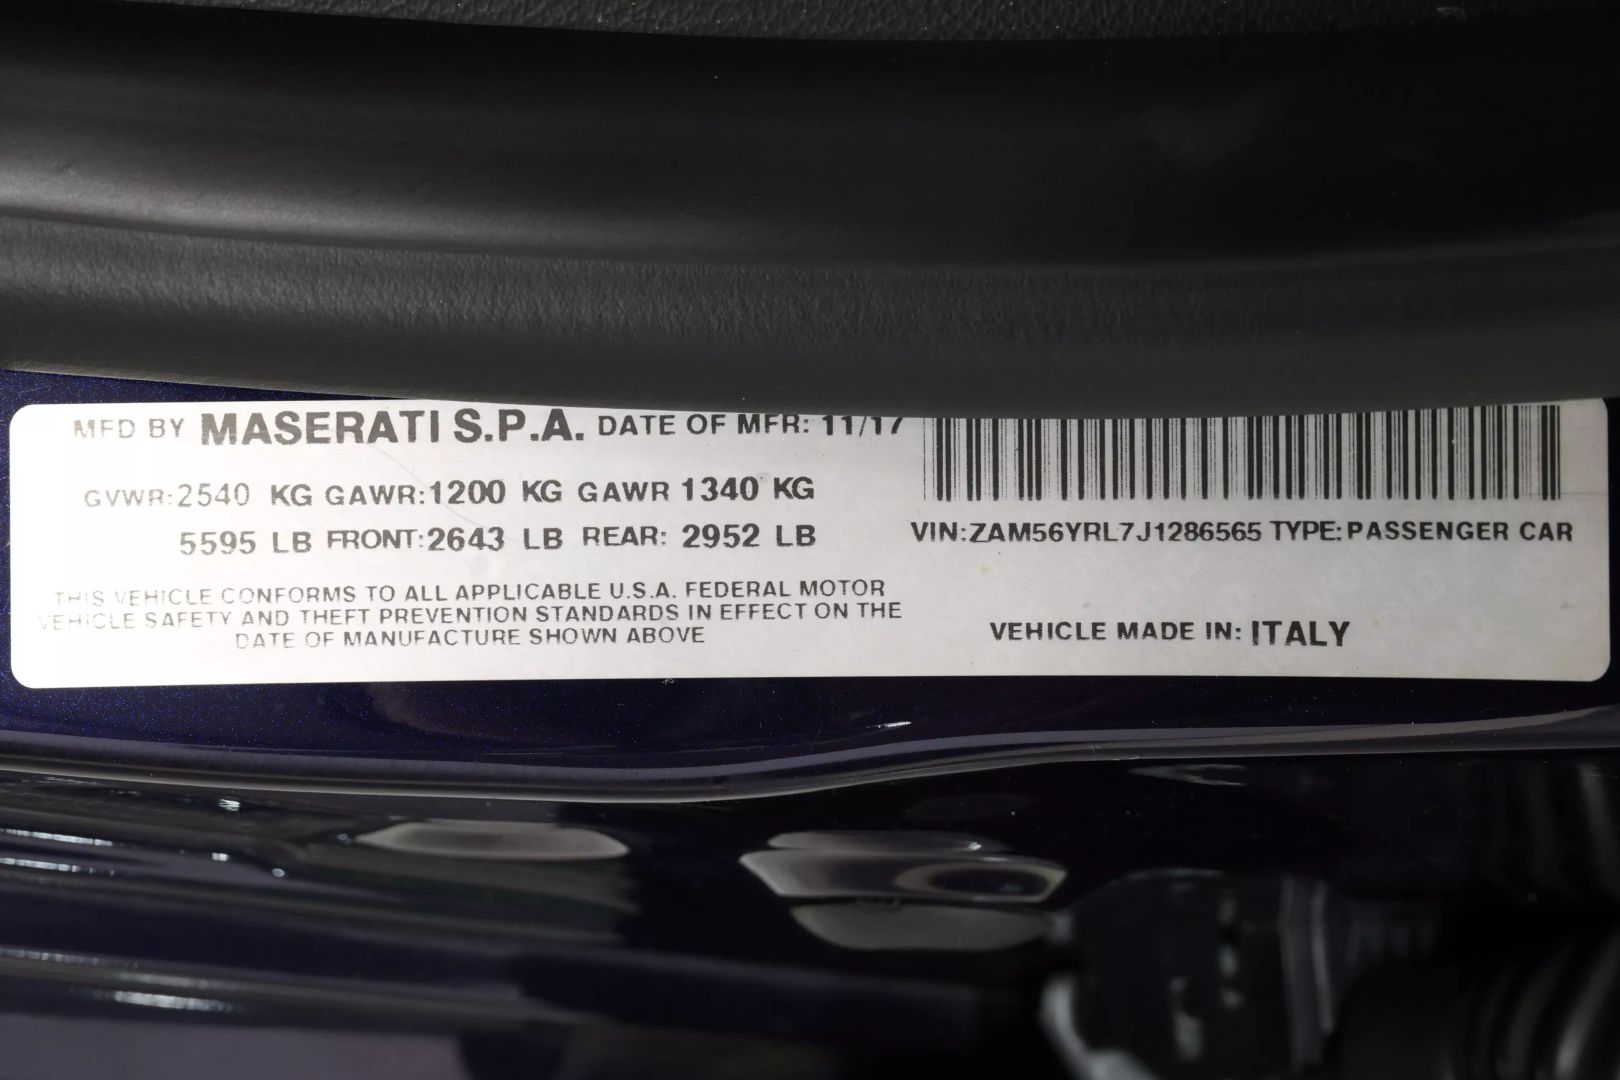 MFD BY MASERATI S.P.A. DATE OF MFR: 11/17
GVWR:2540 KG GAWR:1200 KG GAWR 1340 KG
5595 LB FRONT:2643 LB REAR: 2952 LB
THIS VEHICLE CONFORMS TO ALL APPLICABLE U.S.A. FEDERAL MOTOR
VEHICLE SAFETY AND THEFT PREVENTION STANDARDS IN EFFECT ON THE
DATE OF MANUFACTURE SHOWN ABOVE
VIN:ZAM56YRL7J1286565 TYPE:PASSENGER CAR
VEHICLE MADE IN: ITALY